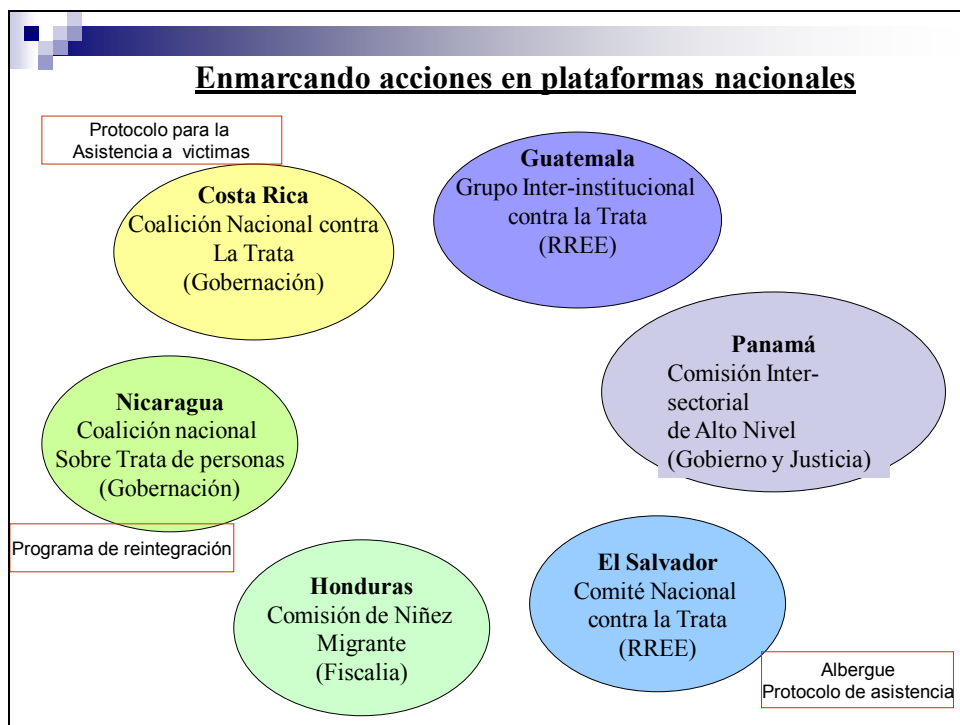 Enmarcando acciones en plataformas nacionales
Protocolo para la
Asistencia a victimas
Costa Rica
Coalición Nacional contra
La Trata
(Gobernación)
Guatemala
Grupo Inter-institucional
contra la Trata
(RREE)
Panamá
Comisión Inter-
sectorial
de Alto Nivel
(Gobierno y Justicia)
Nicaragua
Coalición nacional
Sobre Trata de personas
(Gobernación)
Programa de reintegración
Honduras
Comisión de Niñez
Migrante
(Fiscalia)
El Salvador
Comité Nacional
contra la Trata
(RREE)
Albergue
Protocolo de asistencia